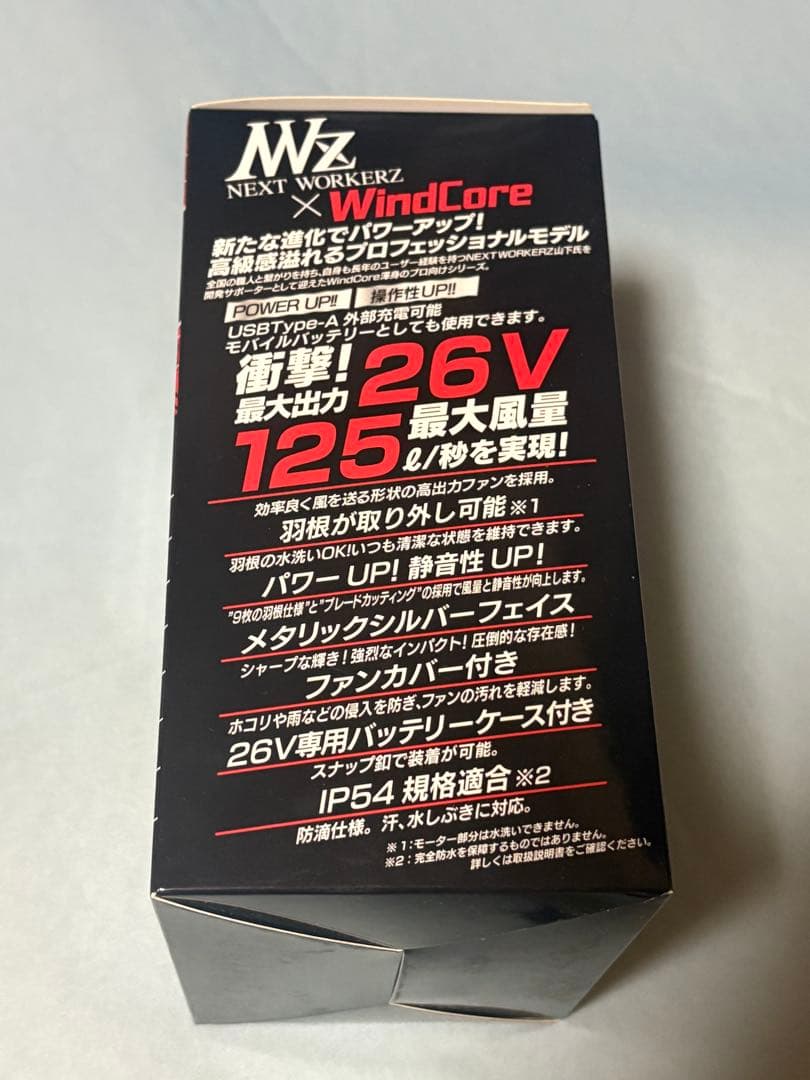 NWZ
NEXT WORKERZ
×WindCore
新たな進化でパワーアップ!
高級感溢れるプロフェッショナルモデル
全国の職人と繋がりを持ち、自身も長年のユーザー経験を持つNEXT WORKERZ山下氏を
開発サポーターとして迎えたWindCore渾身のプロ向けシリーズ。
POWER UP!! 操作性UP!!
USBType-A 外部充電可能
モバイルバッテリーとしても使用できます。
衝撃!
最大出力 26V
125 最大風量
ℓ/秒を実現!
効率良く風を送る形状の高出力ファンを採用。
羽根が取り外し可能※1
羽根の水洗いOK!いつも清潔な状態を維持できます。
パワーUP! 静音性UP!
"9枚の羽根仕様"と"ブレードカッティング"の採用で風量と静音性が向上します。
メタリックシルバーフェイス
シャープな輝き!強烈なインパクト!圧倒的な存在感!
ファンカバー付き
ホコリや雨などの侵入を防ぎ、ファンの汚れを軽減します。
26V専用バッテリーケース付き
スナップ釦で装着が可能。
IP54 規格適合※2
防滴仕様。汗、水しぶきに対応。
※1:モーター部分は水洗いできません。
※2:完全防水を保障するものではありません。
詳しくは取扱説明書をご確認ください。